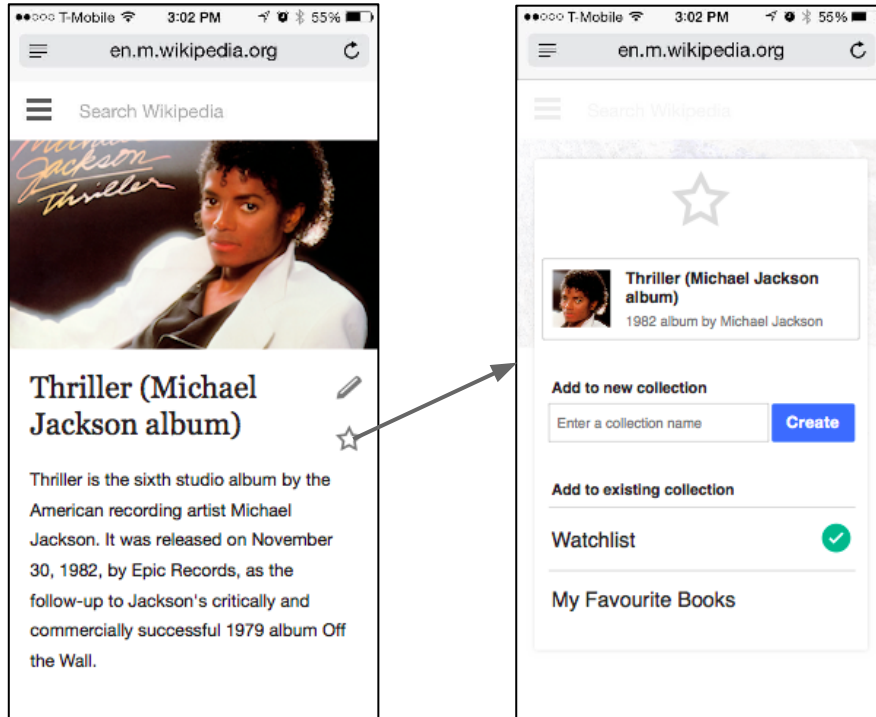 T-Mobile 3:02 PM 55%
en.m.wikipedia.org
Search Wikipedia
Michael
Jackson
Thriller
Thriller (Michael
Jackson album)
Thriller is the sixth studio album by the
American recording artist Michael
Jackson. It was released on November
30, 1982, by Epic Records, as the
follow-up to Jackson's critically and
commercially successful 1979 album Off
the Wall.
T-Mobile 3:02 PM 55%
en.m.wikipedia.org
Search Wikipedia
Thriller (Michael Jackson
album)
1982 album by Michael Jackson
Add to new collection
Enter a collection name
Create
Add to existing collection
Watchlist
My Favourite Books